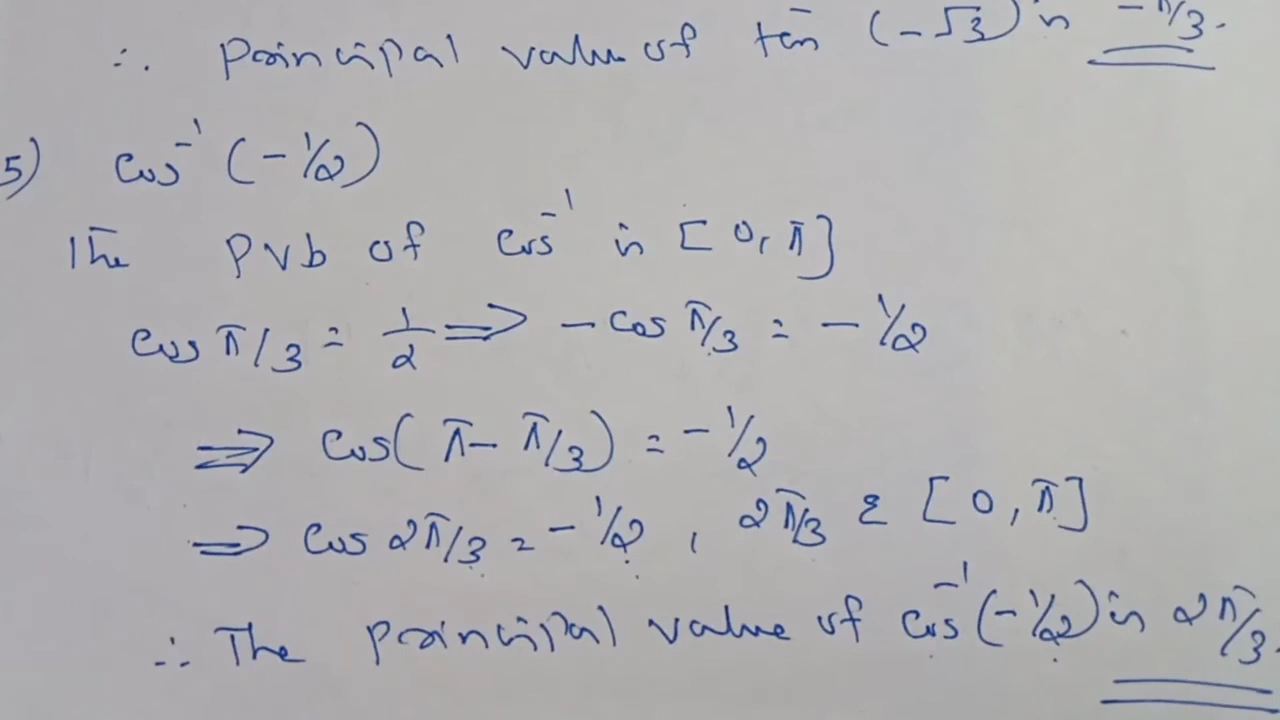 ∴ Principal value of tan⁻ (-√3) is -π/3.
5) cos⁻¹ (-1/2)
The pvb of cos⁻¹ is [0, π]
cos π/3 = 1/2 ⇒ - cos π/3 = - 1/2
⇒ cos( π - π/3) = - 1/2
⇒ cos 2π/3 = - 1/2 , 2π/3 ε [0, π]
∴ The principal value of cos⁻¹(-1/2) is 2π/3.